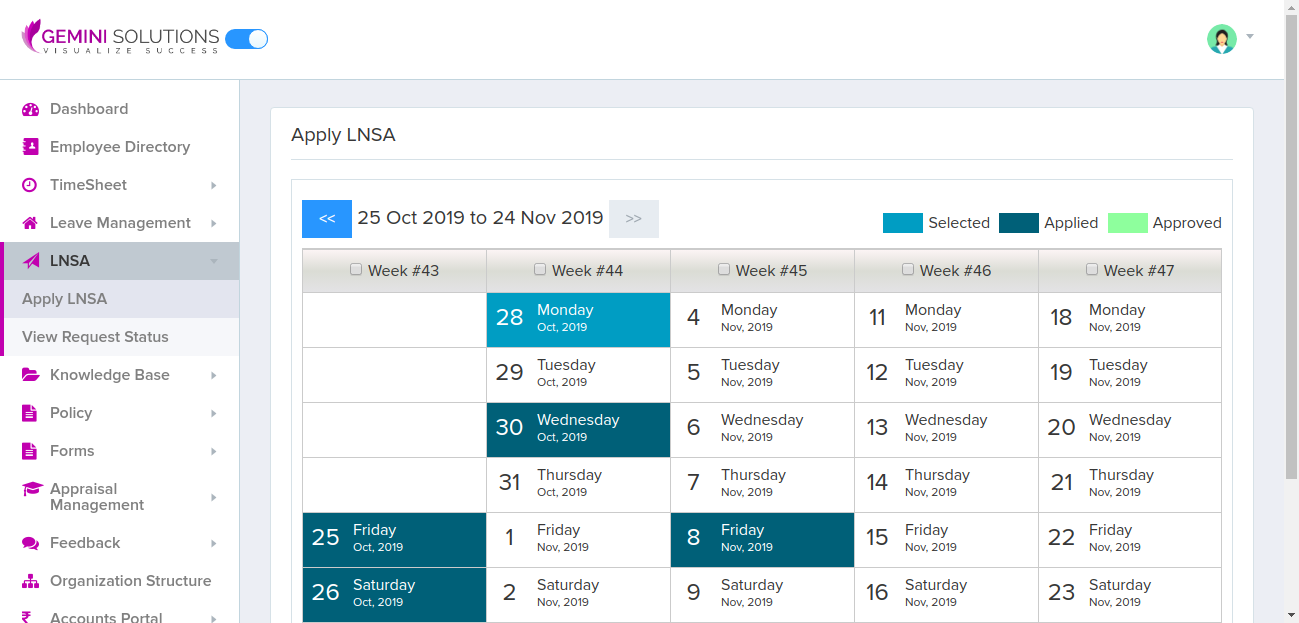 GEMINI SOLUTIONS
VISUALIZE SUCCESS
Dashboard
Employee Directory
TimeSheet
Leave Management
LNSA
Apply LNSA
View Request Status
Knowledge Base
Policy
Forms
Appraisal
Management
Feedback
Organization Structure
Accounts Portal
Apply LNSA
<< 25 Oct 2019 to 24 Nov 2019 >>
Selected Applied Approved
Week #43 Week #44 Week #45 Week #46 Week #47
28 Monday 4 Monday 11 Monday 18 Monday
Oct, 2019 Nov, 2019 Nov, 2019 Nov, 2019
29 Tuesday 5 Tuesday 12 Tuesday 19 Tuesday
Oct, 2019 Nov, 2019 Nov, 2019 Nov, 2019
30 Wednesday 6 Wednesday 13 Wednesday 20 Wednesday
Oct, 2019 Nov, 2019 Nov, 2019 Nov, 2019
31 Thursday 7 Thursday 14 Thursday 21 Thursday
Oct, 2019 Nov, 2019 Nov, 2019 Nov, 2019
25 Friday 1 Friday 8 Friday 15 Friday 22 Friday
Oct, 2019 Nov, 2019 Nov, 2019 Nov, 2019 Nov, 2019
26 Saturday 2 Saturday 9 Saturday 16 Saturday 23 Saturday
Oct, 2019 Nov, 2019 Nov, 2019 Nov, 2019 Nov, 2019